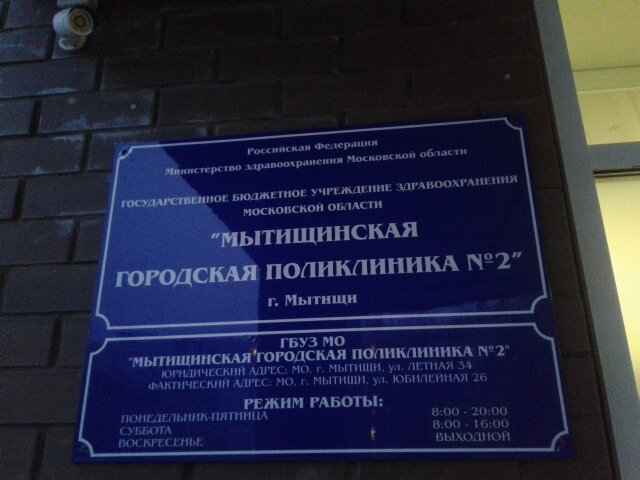 Российская Федерация
Министерство здравоохранения Московской области
ГОСУДАРСТВЕННОЕ БЮДЖЕТНОЕ УЧРЕЖДЕНИЕ ЗДРАВООХРАНЕНИЯ
МОСКОВСКОЙ ОБЛАСТИ
"МЫТИЩИНСКАЯ
ГОРОДСКАЯ ПОЛИКЛИНИКА №2"
г. Мытищи
ГБУЗ МО
"МЫТИЩИНСКАЯ ГОРОДСКАЯ ПОЛИКЛИНИКА №2"
ЮРИДИЧЕСКИЙ АДРЕС: МО, г. МЫТИЩИ, ул. ЛЕТНАЯ 34
ФАКТИЧЕСКИЙ АДРЕС: МО, г. МЫТИЩИ, ул. ЮБИЛЕЙНАЯ 26
РЕЖИМ РАБОТЫ:
ПОНЕДЕЛЬНИК-ПЯТНИЦА 8:00 - 20:00
СУББОТА 8:00 - 16:00
ВОСКРЕСЕНЬЕ ВЫХОДНОЙ